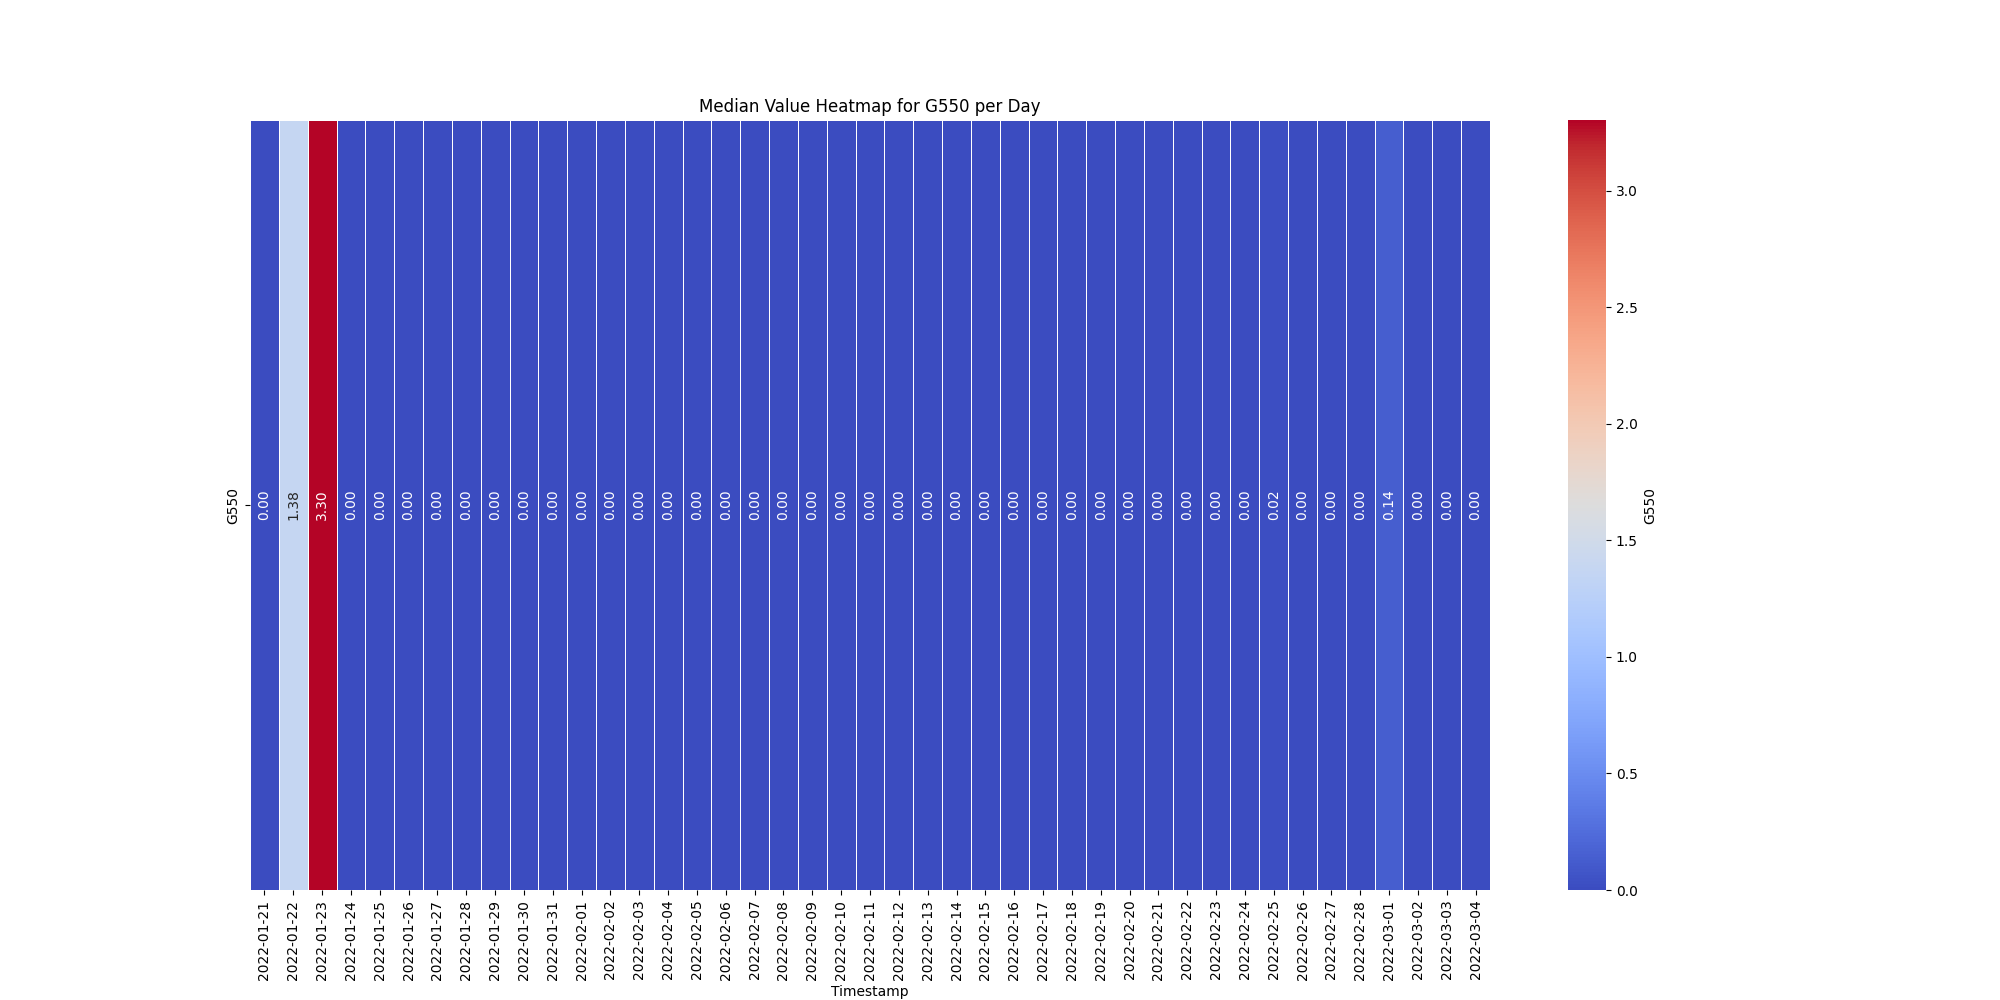 Median Value Heatmap for G550 per Day
G550
0.00 1.38 3.30 0.00 0.00 0.00 0.00 0.00 0.00 0.00 0.00 0.00 0.00 0.00 0.00 0.00 0.00 0.00 0.00 0.00 0.00 0.00 0.00 0.00 0.00 0.00 0.00 0.00 0.00 0.00 0.00 0.00 0.00 0.00 0.00 0.02 0.00 0.00 0.00 0.14 0.00 0.00 0.00
2022-01-21 2022-01-22 2022-01-23 2022-01-24 2022-01-25 2022-01-26 2022-01-27 2022-01-28 2022-01-29 2022-01-30 2022-01-31 2022-02-01 2022-02-02 2022-02-03 2022-02-04 2022-02-05 2022-02-06 2022-02-07 2022-02-08 2022-02-09 2022-02-10 2022-02-11 2022-02-12 2022-02-13 2022-02-14 2022-02-15 2022-02-16 2022-02-17 2022-02-18 2022-02-19 2022-02-20 2022-02-21 2022-02-22 2022-02-23 2022-02-24 2022-02-25 2022-02-26 2022-02-27 2022-02-28 2022-03-01 2022-03-02 2022-03-03 2022-03-04
Timestamp
3.0
2.5
2.0
1.5
1.0
0.5
0.0
G550